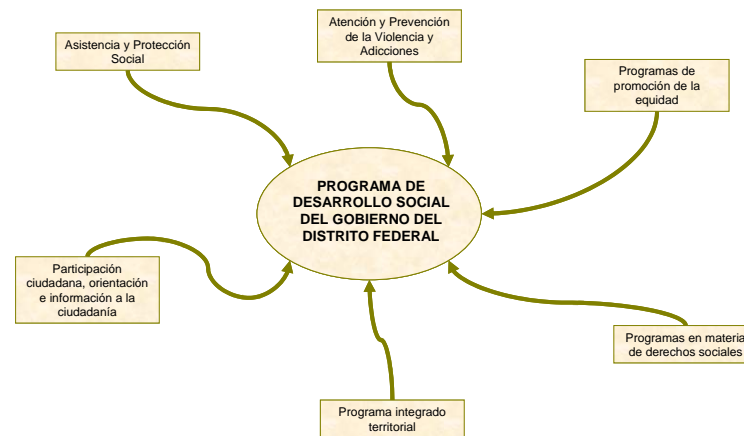 Asistencia y Protección
Social
Atención y Prevención
de la Violencia y
Adicciones
Programas de
promoción de la
equidad
PROGRAMA DE
DESARROLLO SOCIAL
DEL GOBIERNO DEL
DISTRITO FEDERAL
Participación
ciudadana, orientación
e información a la
ciudadanía
Programas en materia
de derechos sociales
Programa integrado
territorial